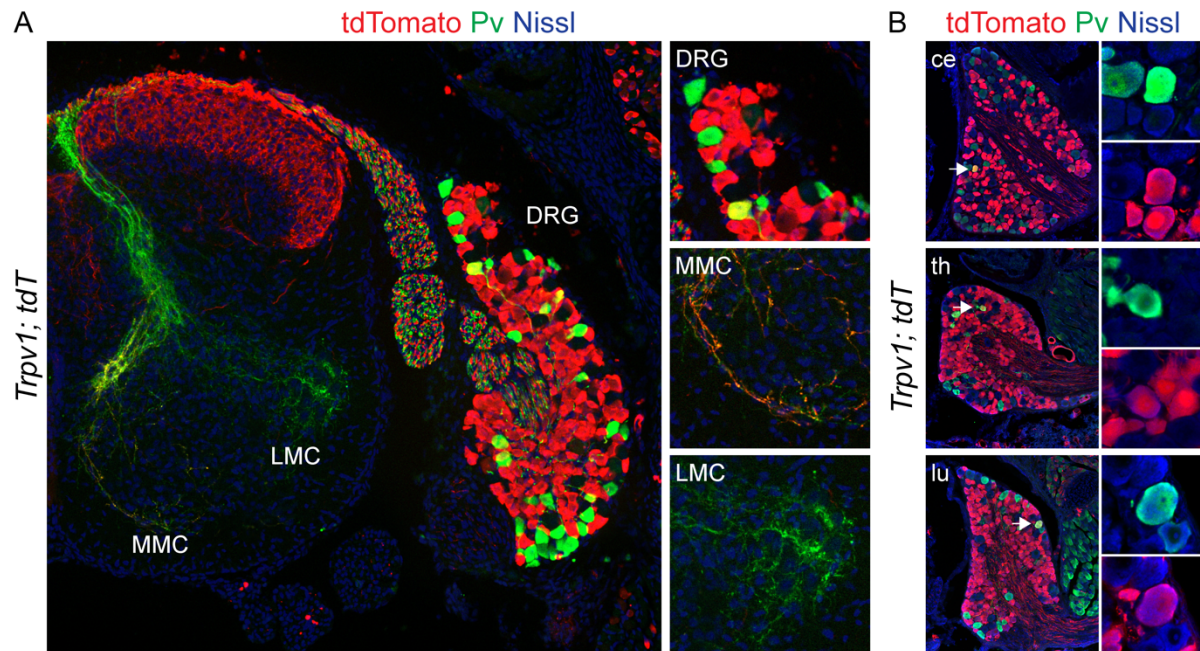 A
tdTomato Pv Nissl
Trpv1; tdT
DRG
LMC
MMC
DRG
MMC
LMC
B
tdTomato Pv Nissl
Trpv1; tdT
ce
th
lu